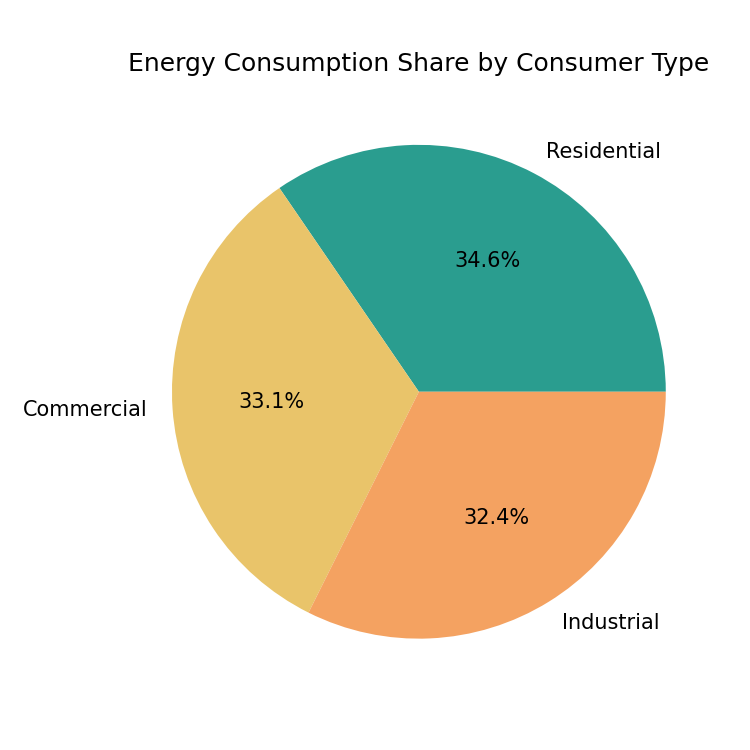 Energy Consumption Share by Consumer Type
Residential
34.6%
33.1%
Commercial
32.4%
Industrial